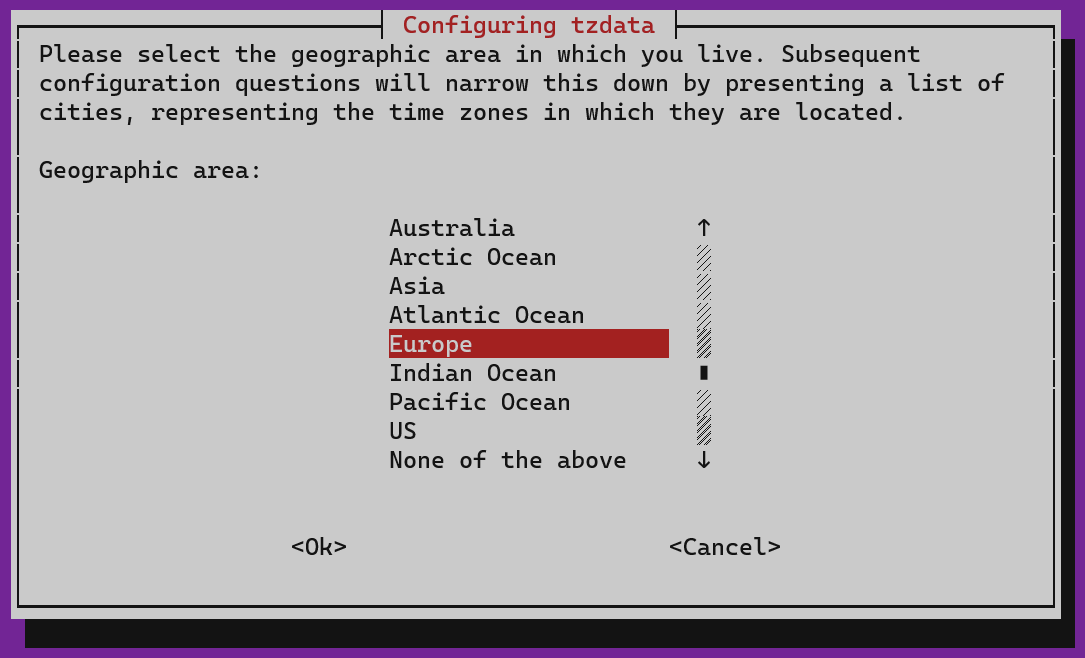 Configuring tzdata
Please select the geographic area in which you live. Subsequent
configuration questions will narrow this down by presenting a list of
cities, representing the time zones in which they are located.
Geographic area:
Australia
Arctic Ocean
Asia
Atlantic Ocean
Europe
Indian Ocean
Pacific Ocean
US
None of the above
<Ok> <Cancel>